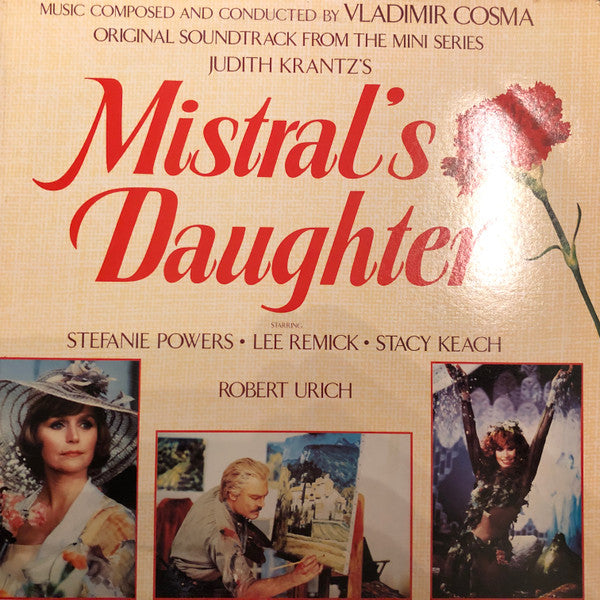 MUSIC COMPOSED AND CONDUCTED BY VLADIMIR COSMA
ORIGINAL SOUNDTRACK FROM THE MINI SERIES
JUDITH KRANTZ'S
Mistral's
Daughter
STARRING
STEFANIE POWERS • LEE REMICK • STACY KEACH
ROBERT URICH